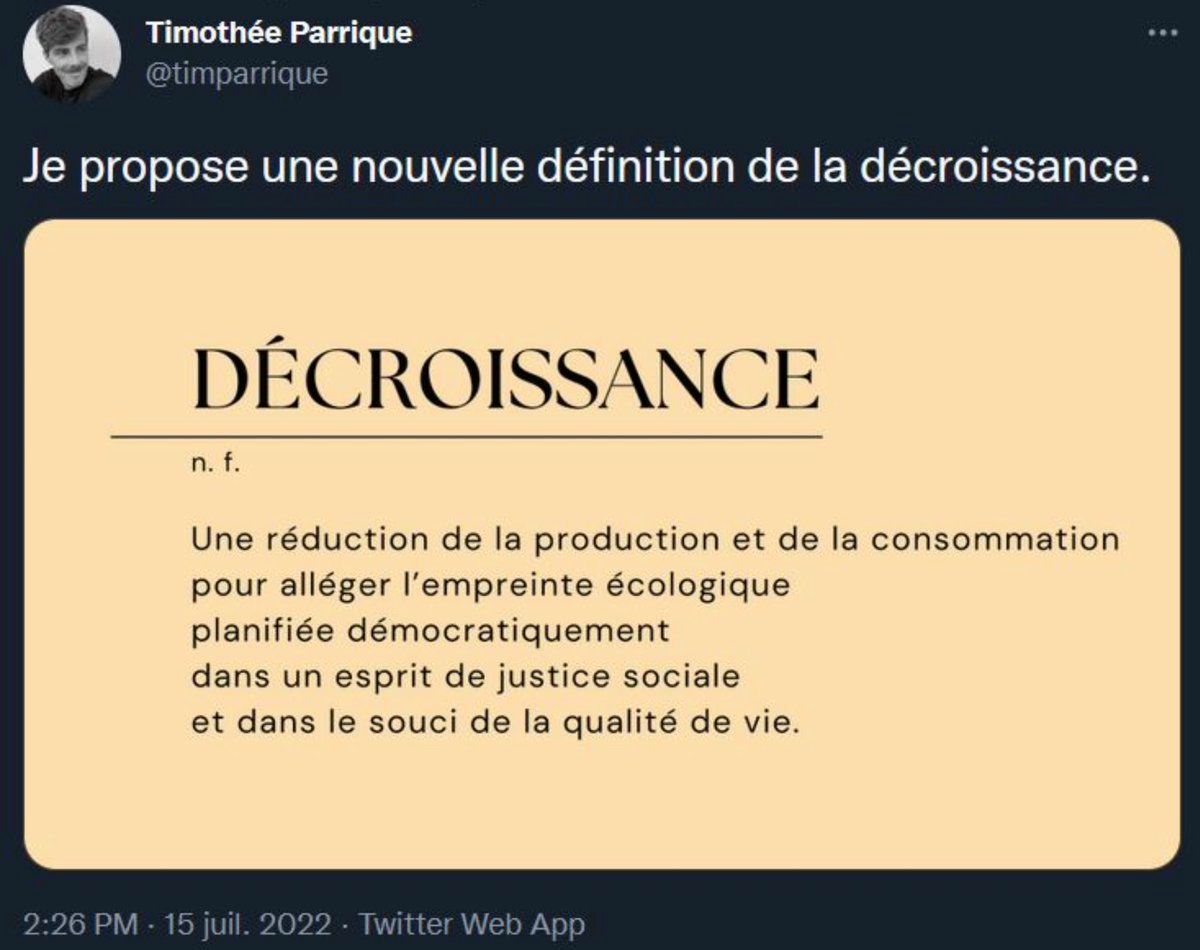 Timothée Parrique
@timparrique
Je propose une nouvelle définition de la décroissance.
DÉCROISSANCE
n. f.
Une réduction de la production et de la consommation
pour alléger l’empreinte écologique
planifiée démocratiquement
dans un esprit de justice sociale
et dans le souci de la qualité de vie.
2:26 PM · 15 juil. 2022 · Twitter Web App